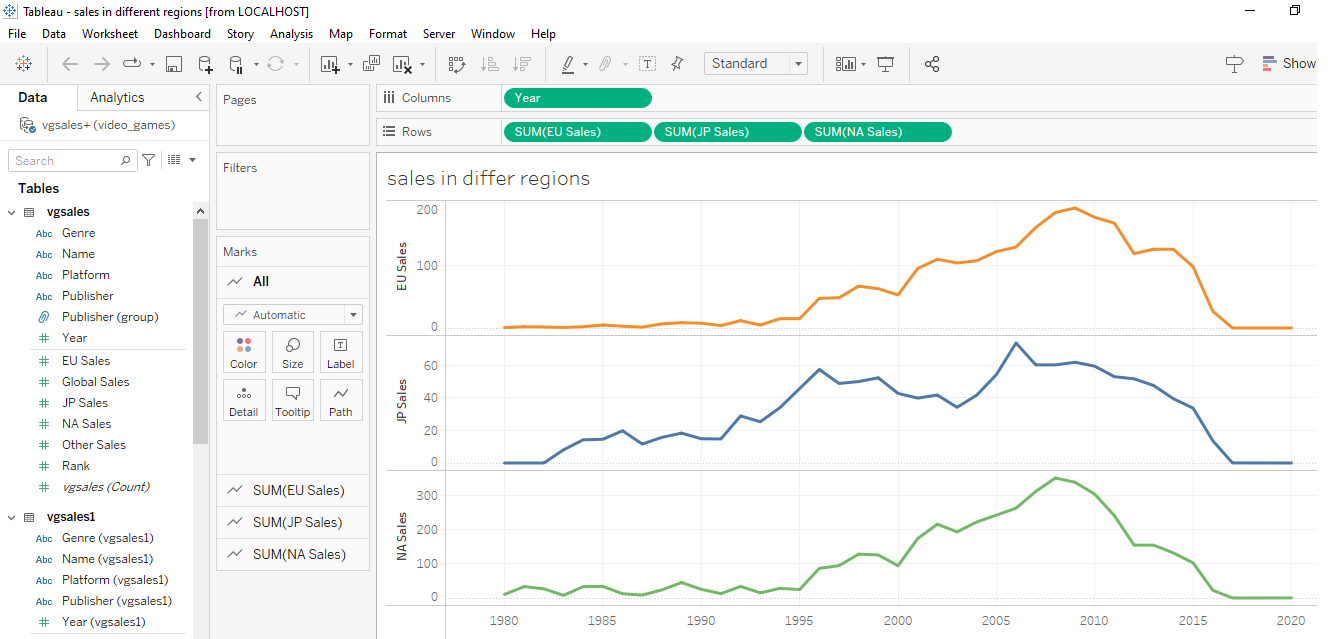 Tableau - sales in different regions [from LOCALHOST]
File Data Worksheet Dashboard Story Analysis Map Format Server Window Help
Standard
Show
Data Analytics
vgsales+ (video_games)
Search
Tables
vgsales
Abc Genre
Abc Name
Abc Platform
Abc Publisher
Publisher (group)
Year
EU Sales
Global Sales
JP Sales
NA Sales
Other Sales
Rank
vgsales (Count)
vgsales1
Abc Genre (vgsales1)
Abc Name (vgsales1)
Abc Platform (vgsales1)
Abc Publisher (vgsales1)
Year (vgsales1)
Pages
Filters
Marks
All
Automatic
Color Size Label
Detail Tooltip Path
SUM(EU Sales)
SUM(JP Sales)
SUM(NA Sales)
Columns Year
Rows SUM(EU Sales) SUM(JP Sales) SUM(NA Sales)
sales in differ regions
EU Sales
200
100
0
JP Sales
60
40
20
0
NA Sales
300
200
100
0
1980 1985 1990 1995 2000 2005 2010 2015 2020